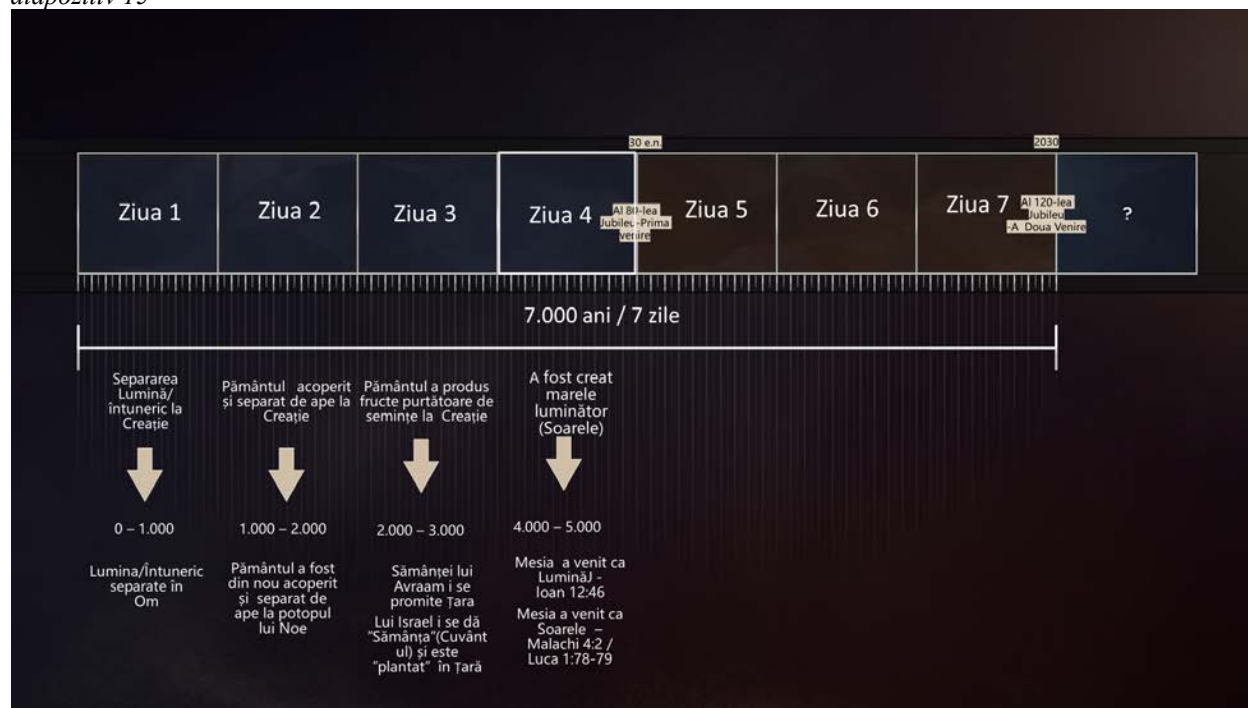 diapozitiv 15
30 e.n.
2030
Ziua 1
Ziua 2
Ziua 3
Ziua 4
Al 80-lea
Jubileu -Prima
venire
Ziua 5
Ziua 6
Ziua 7
Al 120-lea
Jubileu
-A Doua Venire
?
7.000 ani / 7 zile
Separarea
Lumină/
întuneric la
Creație
Pământul acoperit
și separat de ape la
Creație
Pământul a produs
fructe purtătoare de
semințe la Creație
A fost creat
marele
luminător
(Soarele)
0 – 1.000
1.000 – 2.000
2.000 – 3.000
4.000 – 5.000
Lumina/Întuneric
separate în
Om
Pământul a fost
din nou acoperit
și separat de
ape la potopul
lui Noe
Sămânței lui
Avraam i se
promite Țara
Lui Israel i se dă
"Sămânța"(Cuvânt
ul) și este
"plantat" în Țară
Mesia a venit ca
LuminăJ -
Ioan 12:46
Mesia a venit ca
Soarele –
Malachi 4:2 /
Luca 1:78-79